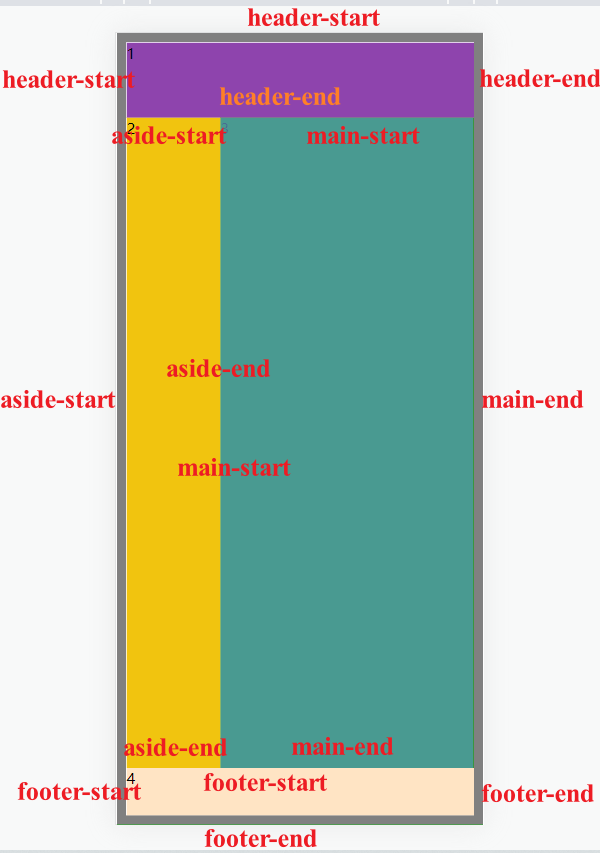 header-start
1
header-start
header-end
header-end
2
aside-start
3
main-start
aside-end
aside-start
main-end
main-start
aside-end
main-end
4
footer-start
footer-start
footer-end
footer-end